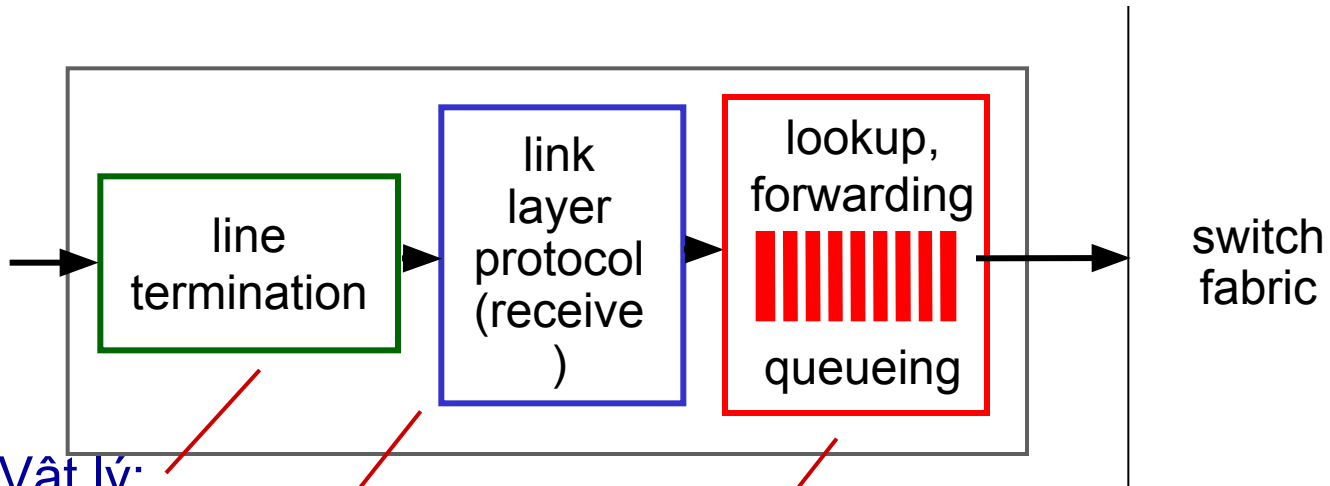 line
termination
link
layer
protocol
(receive
)
lookup,
forwarding
queueing
switch
fabric
Vật lý: